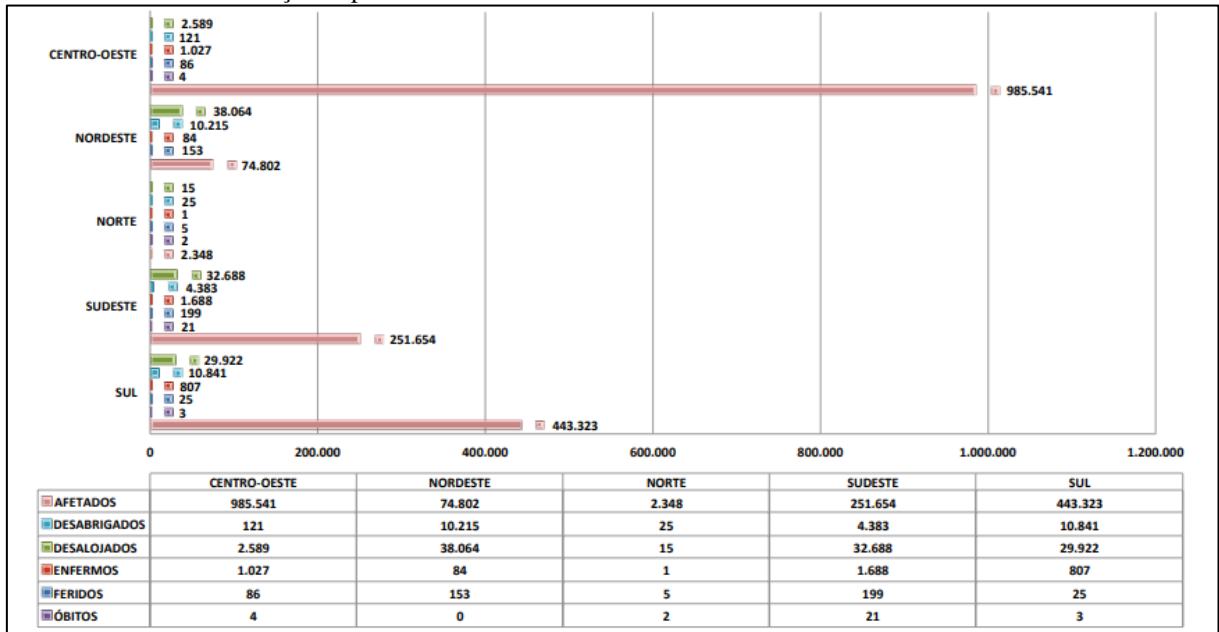 CENTRO-OESTE
2.589
121
1.027
86
4
985.541
NORDESTE
38.064
10.215
84
153
74.802
NORTE
15
25
1
5
2
2.348
SUDESTE
32.688
4.383
1.688
199
21
251.654
SUL
29.922
10.841
807
25
3
443.323
0 200.000 400.000 600.000 800.000 1.000.000 1.200.000
CENTRO-OESTE NORDESTE NORTE SUDESTE SUL
AFETADOS 985.541 74.802 2.348 251.654 443.323
DESABRIGADOS 121 10.215 25 4.383 10.841
DESALOJADOS 2.589 38.064 15 32.688 29.922
ENFERMOS 1.027 84 1 1.688 807
FERIDOS 86 153 5 199 25
ÓBITOS 4 0 2 21 3